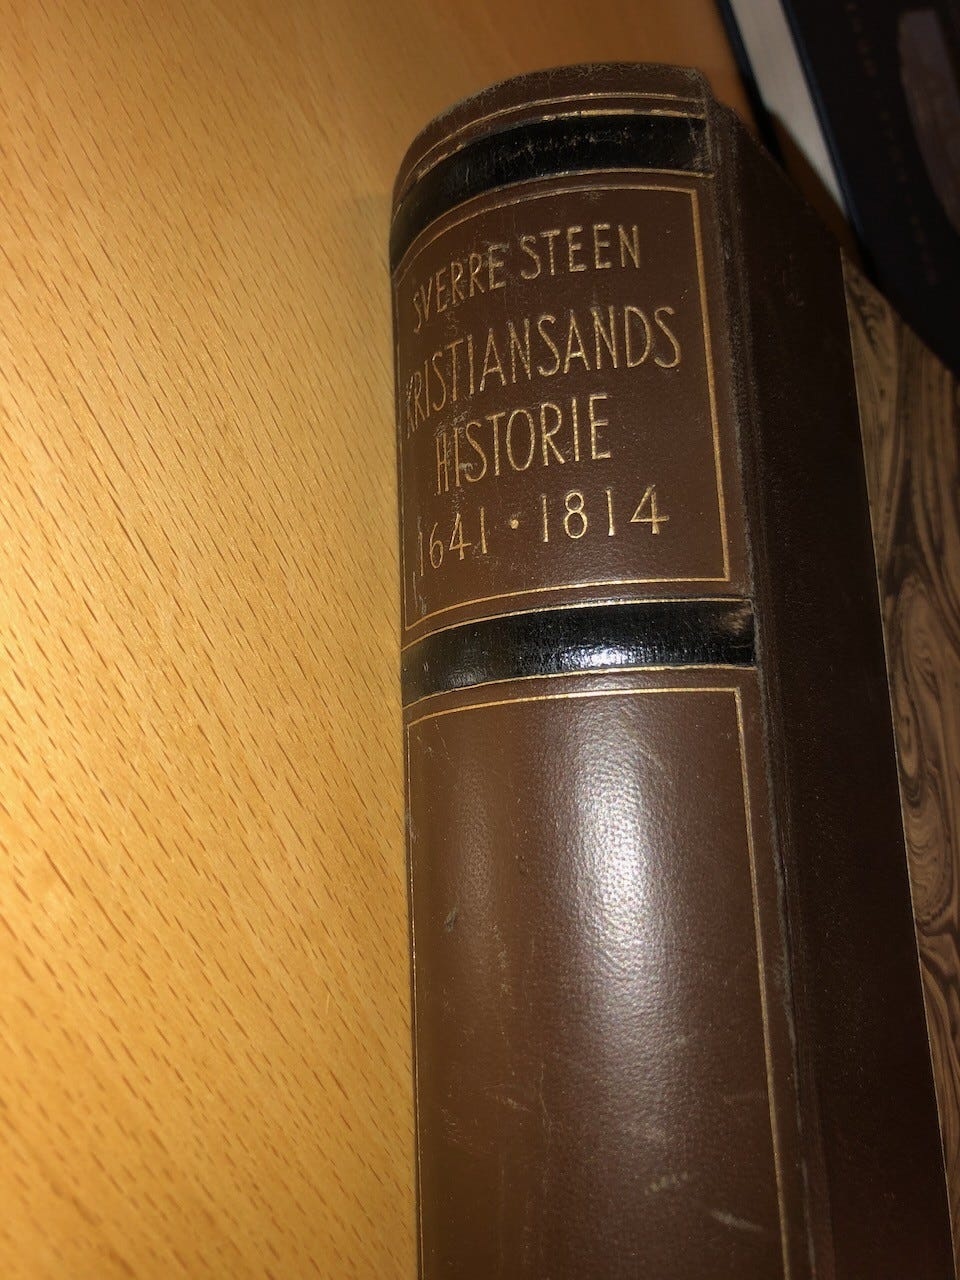 SVERRE STEEN
KRISTIANSANDS
HISTORIE
1641 · 1814